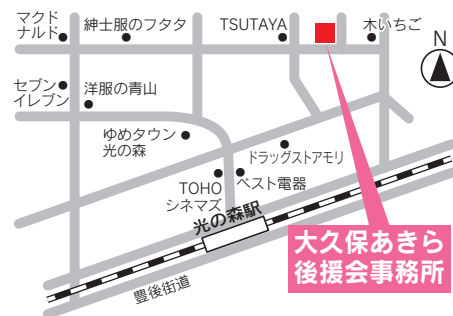 マクド
ナルド
紳士服のフタタ
TSUTAYA
木いちご
N
セブン
イレブン
洋服の青山
ゆめタウン
光の森
ドラッグストアモリ
TOHO
シネマズ
ベスト電器
光の森駅
大久保あきら
後援会事務所
豊後街道